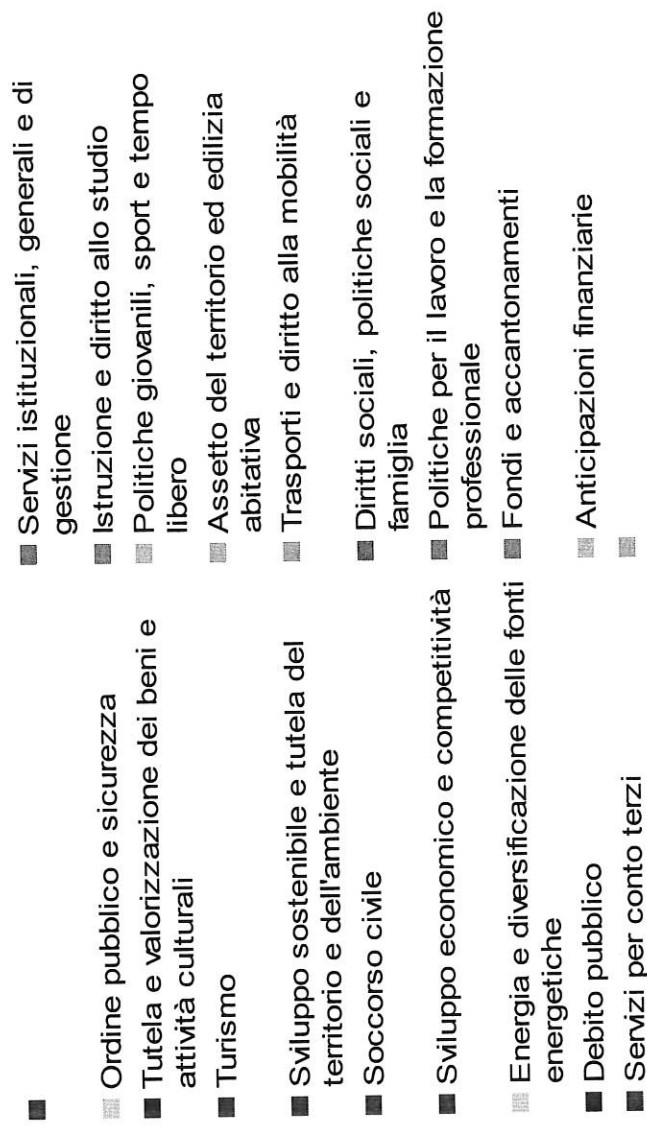 Ordine pubblico e sicurezza
Tutela e valorizzazione dei beni e
attività culturali
Turismo
Sviluppo sostenibile e tutela del
territorio e dell'ambiente
Soccorso civile
Sviluppo economico e competitività
Energia e diversificazione delle fonti
energetiche
Debito pubblico
Servizi per conto terzi
Servizi istituzionali, generali e di
gestione
Istruzione e diritto allo studio
Politiche giovanili, sport e tempo
libero
Assetto del territorio ed edilizia
abitativa
Trasporti e diritto alla mobilità
Diritti sociali, politiche sociali e
famiglia
Politiche per il lavoro e la formazione
professionale
Fondi e accantonamenti
Anticipazioni finanziarie